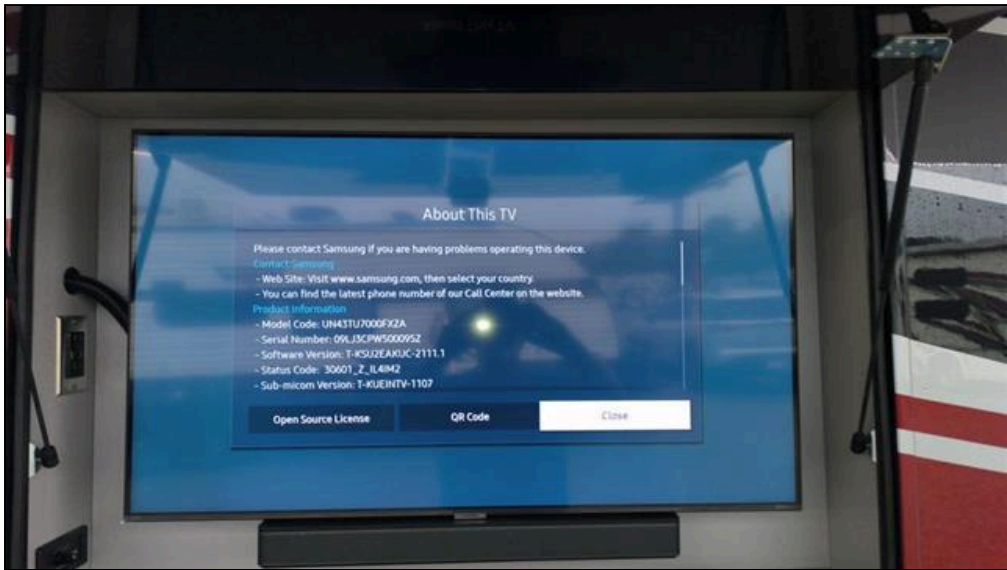 About This TV
Please contact Samsung if you are having problems operating this device.
Contact Samsung
- Web Site: Visit www.samsung.com, then select your country
- You can find the latest phone number of our Call Center on the website.
Product Information
- Model Code: UN43TU7000FXZA
- Serial Number: 09LJ3CPW500095Z
- Software Version: T-KSU2EAKUC-2111.1
- Status Code: 30601_Z_IL4IM2
- Sub-micom Version: T-KUEINTV-1107
Open Source License
QR Code
Close